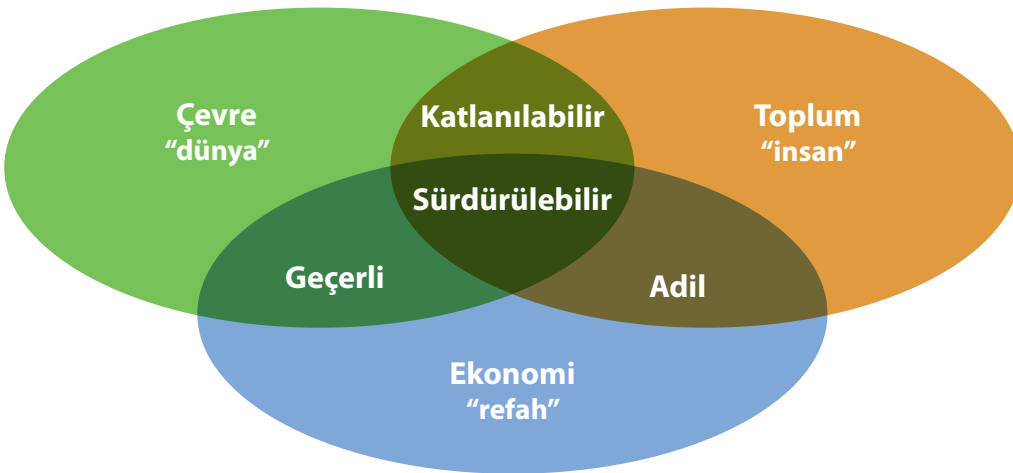 Çevre
“dünya”
Katlanılabilir
Toplum
“insan”
Sürdürülebilir
Geçerli
Adil
Ekonomi
“refah”